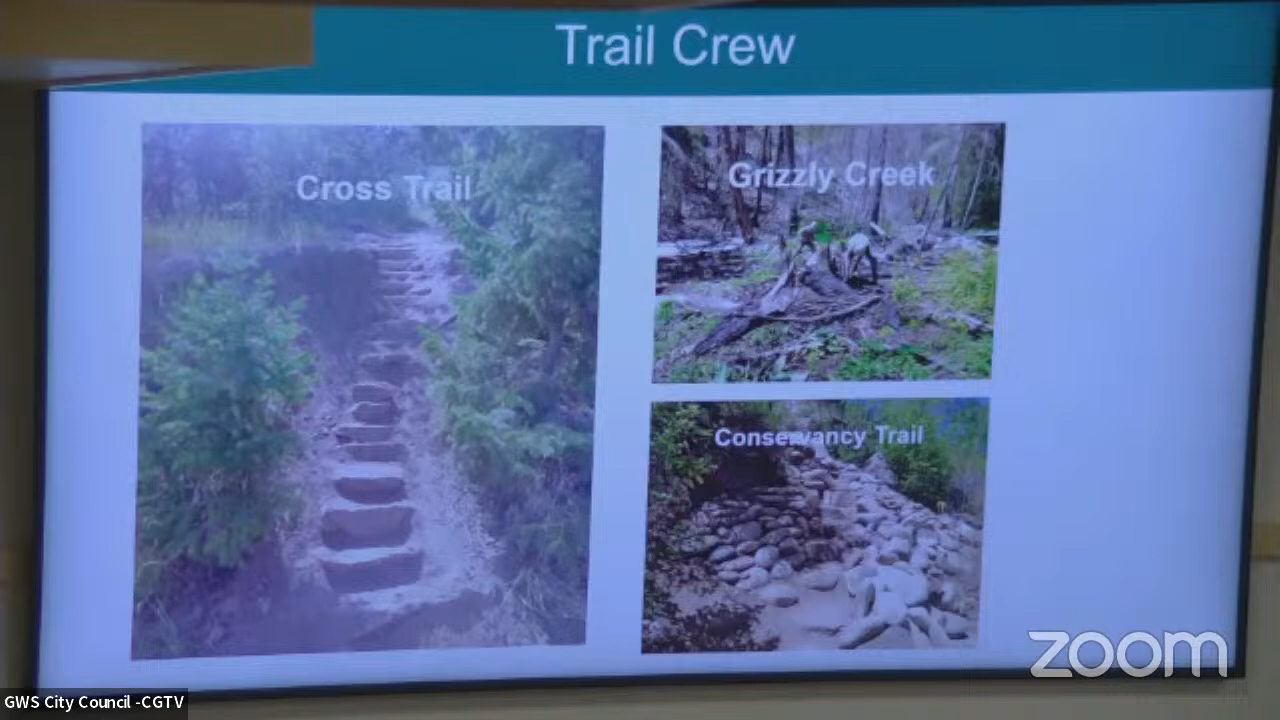 Trail Crew
Cross Trail
Grizzly Creek
Conservancy Trail
zoom
GWS City Council -CGTV